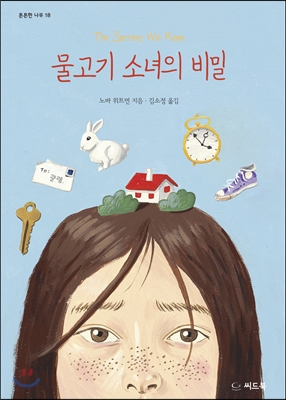 튼튼한 나무 18
The Secrets We Keep
물고기 소녀의 비밀
노바 위트먼 지음 · 김소정 옮김
To:
씨드북